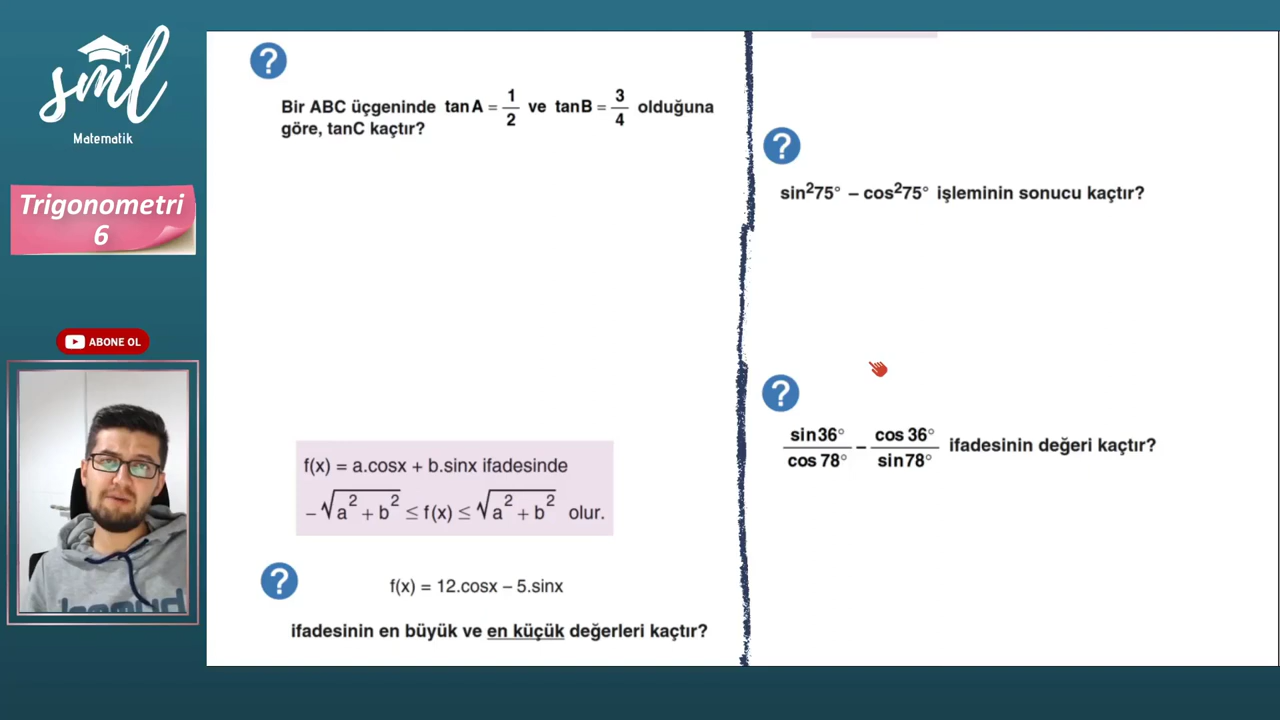 sml
Matematik
Trigonometri
6
ABONE OL
?
Bir ABC üçgeninde tanA = 1/2 ve tanB = 3/4 olduğuna
göre, tanC kaçtır?
f(x) = a.cosx + b.sinx ifadesinde
−√(a² + b²) ≤ f(x) ≤ √(a² + b²) olur.
?
f(x) = 12.cosx − 5.sinx
ifadesinin en büyük ve en küçük değerleri kaçtır?
?
sin²75° − cos²75° işleminin sonucu kaçtır?
?
sin36°/cos78° − cos36°/sin78° ifadesinin değeri kaçtır?